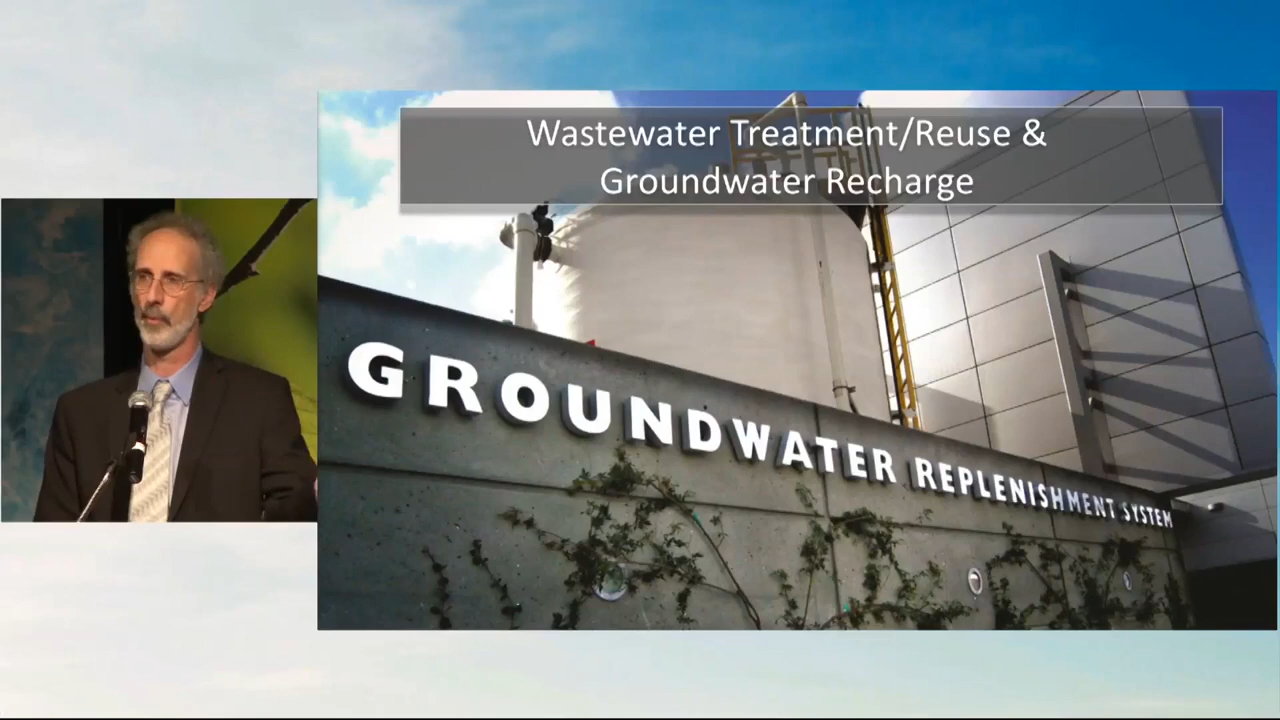 Wastewater Treatment/Reuse &
Groundwater Recharge
GROUNDWATER REPLENISHMENT SYSTEM